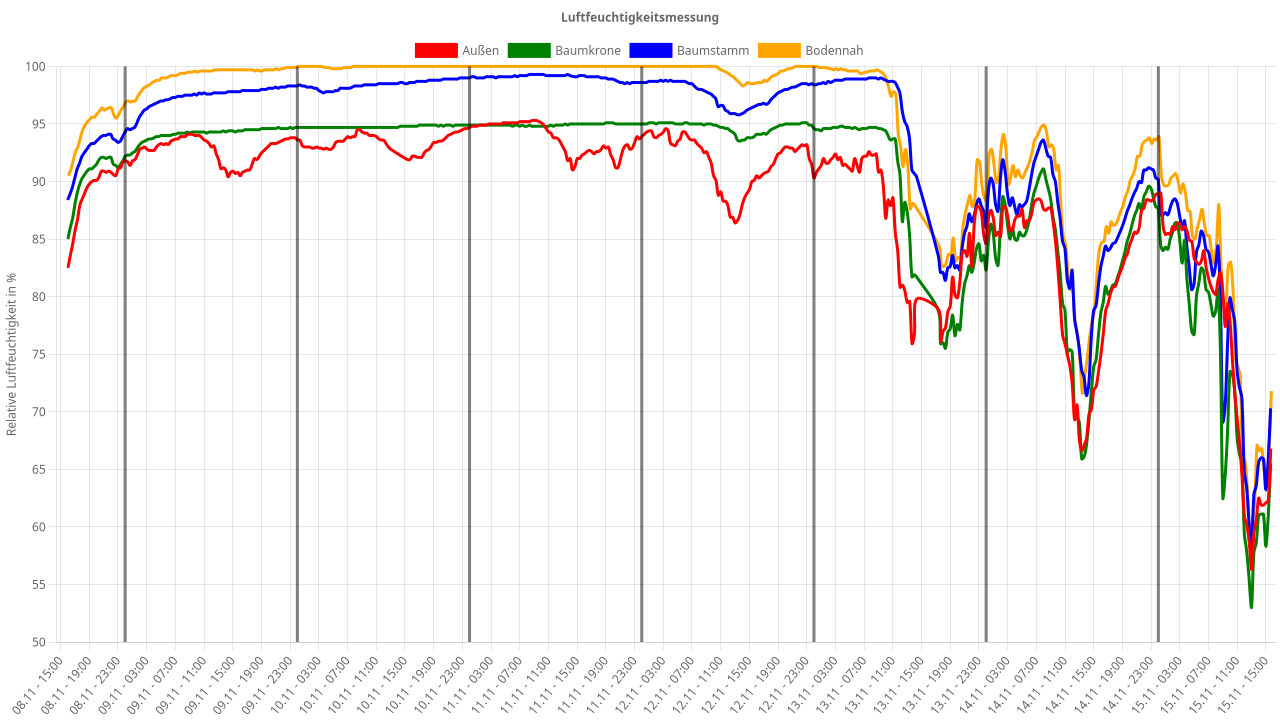 Luftfeuchtigkeitsmessung
Außen Baumkrone Baumstamm Bodennah
Relative Luftfeuchtigkeit in %
100
95
90
85
80
75
70
65
60
55
50
08.11 - 15:00
08.11 - 19:00
08.11 - 23:00
09.11 - 03:00
09.11 - 07:00
09.11 - 11:00
09.11 - 15:00
09.11 - 19:00
09.11 - 23:00
10.11 - 03:00
10.11 - 07:00
10.11 - 11:00
10.11 - 15:00
10.11 - 19:00
10.11 - 23:00
11.11 - 03:00
11.11 - 07:00
11.11 - 11:00
11.11 - 15:00
11.11 - 19:00
11.11 - 23:00
12.11 - 03:00
12.11 - 07:00
12.11 - 11:00
12.11 - 15:00
12.11 - 19:00
12.11 - 23:00
13.11 - 03:00
13.11 - 07:00
13.11 - 11:00
13.11 - 15:00
13.11 - 19:00
13.11 - 23:00
14.11 - 03:00
14.11 - 07:00
14.11 - 11:00
14.11 - 15:00
14.11 - 19:00
14.11 - 23:00
15.11 - 03:00
15.11 - 07:00
15.11 - 11:00
15.11 - 15:00